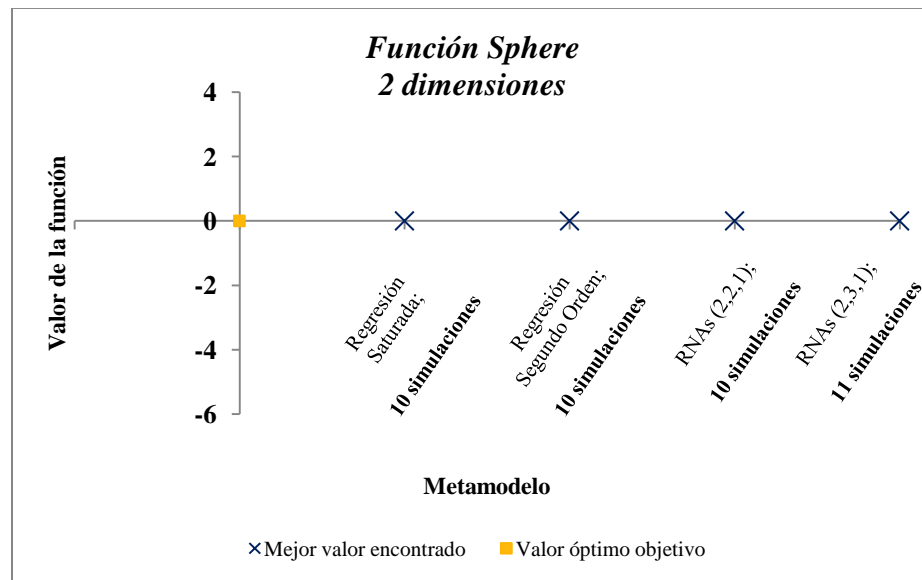 Función Sphere
2 dimensiones
Valor de la función
4
2
0
-2
-4
-6
Regresión
Saturada;
10 simulaciones
Regresión
Segundo Orden;
10 simulaciones
RNAs (2,2,1);
10 simulaciones
RNAs (2,3,1);
11 simulaciones
Metamodelo
Mejor valor encontrado
Valor óptimo objetivo